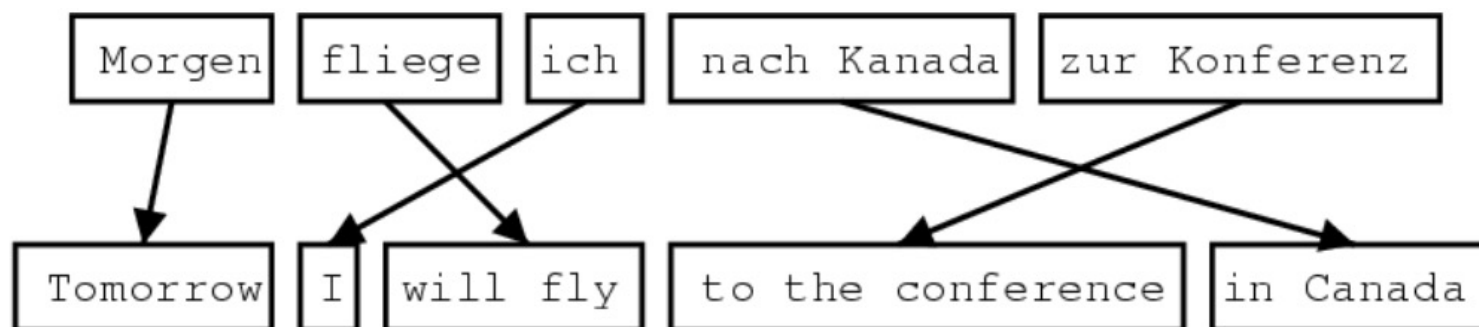 Morgen fliege ich nach Kanada zur Konferenz
Tomorrow I will fly to the conference in Canada